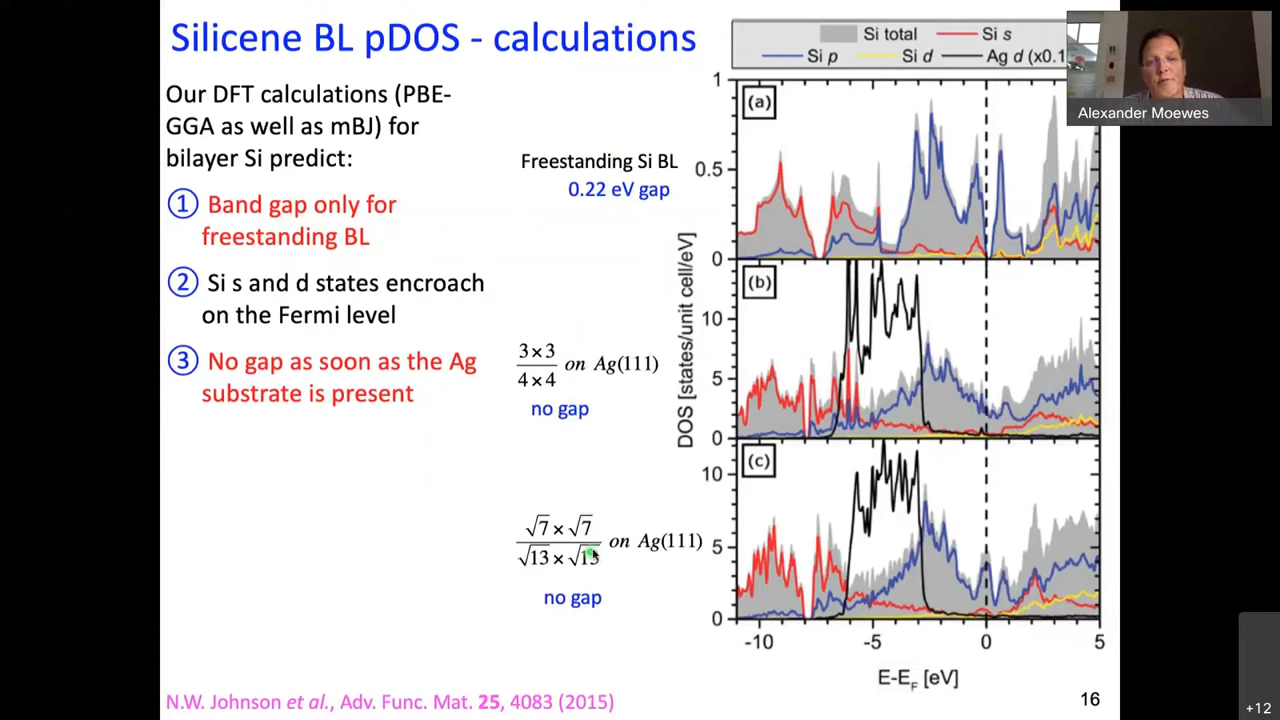 Silicene BL pDOS - calculations
Our DFT calculations (PBE-
GGA as well as mBJ) for
bilayer Si predict:
① Band gap only for
freestanding BL
② Si s and d states encroach
on the Fermi level
③ No gap as soon as the Ag
substrate is present
Freestanding Si BL
0.22 eV gap
3×3
4×4
on Ag(111)
no gap
√7 × √7
√13 × √13
on Ag(111)
no gap
Si total
Si s
Si p
Si d
Ag d (x0.1
(a)
1
0.5
0
(b)
10
5
0
(c)
10
5
0
DOS [states/unit cell/eV]
-10
-5
0
5
E-EF [eV]
N.W. Johnson et al., Adv. Func. Mat. 25, 4083 (2015)
16
Alexander Moewes
+12